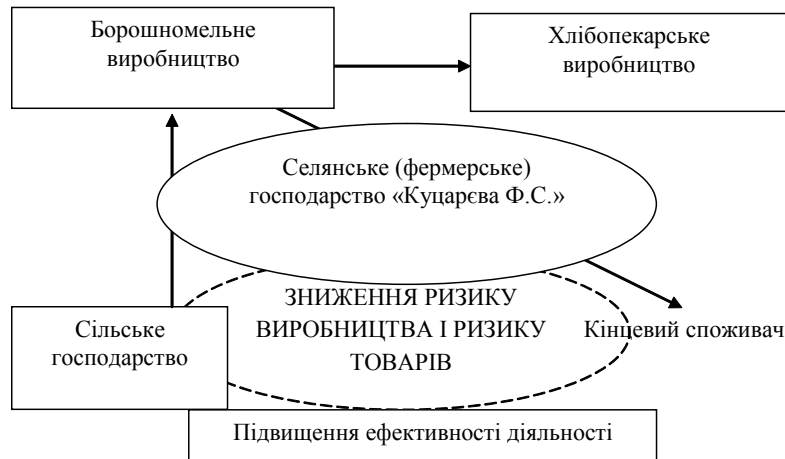 Борошномельне
виробництво
Хлібопекарське
виробництво
Селянське (фермерське)
господарство «Куцарєва Ф.С.»
ЗНИЖЕННЯ РИЗИКУ
ВИРОБНИЦТВА І РИЗИКУ
ТОВАРІВ
Сільське
господарство
Кінцевий споживач
Підвищення ефективності діяльності